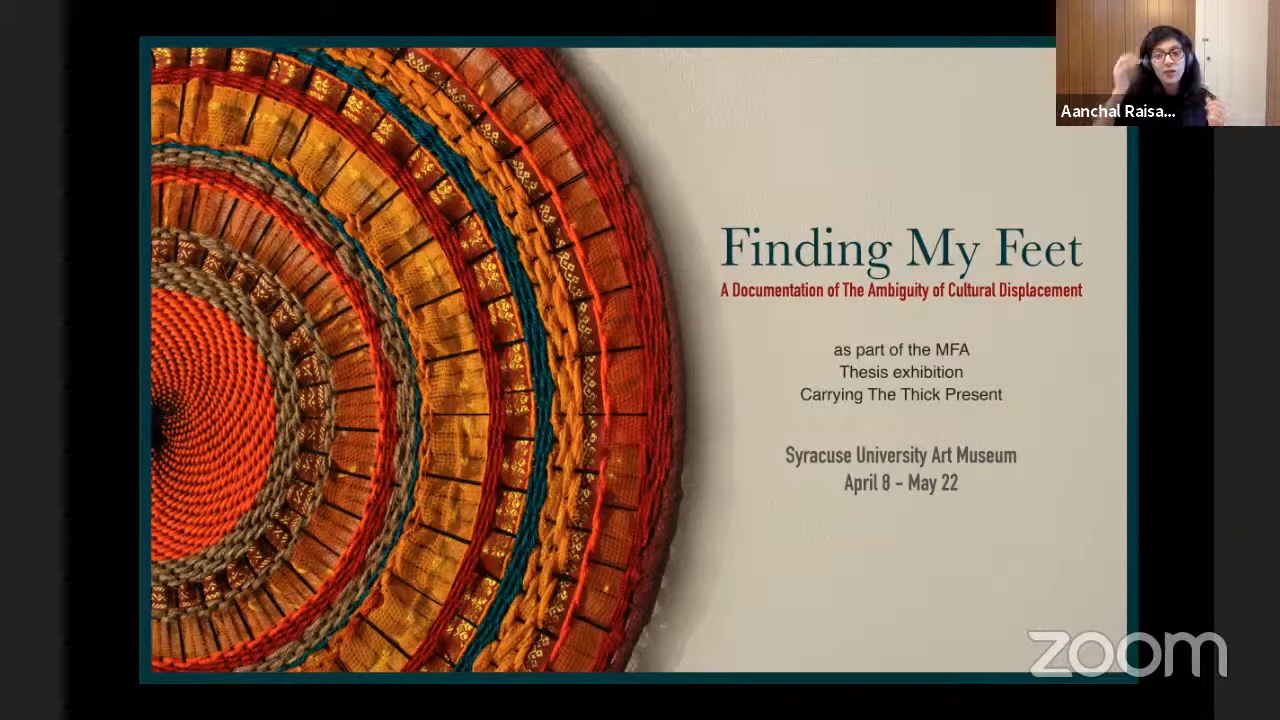 Aanchal Raisa...
Finding My Feet
A Documentation of The Ambiguity of Cultural Displacement
as part of the MFA
Thesis exhibition
Carrying The Thick Present
Syracuse University Art Museum
April 8 - May 22
zoom